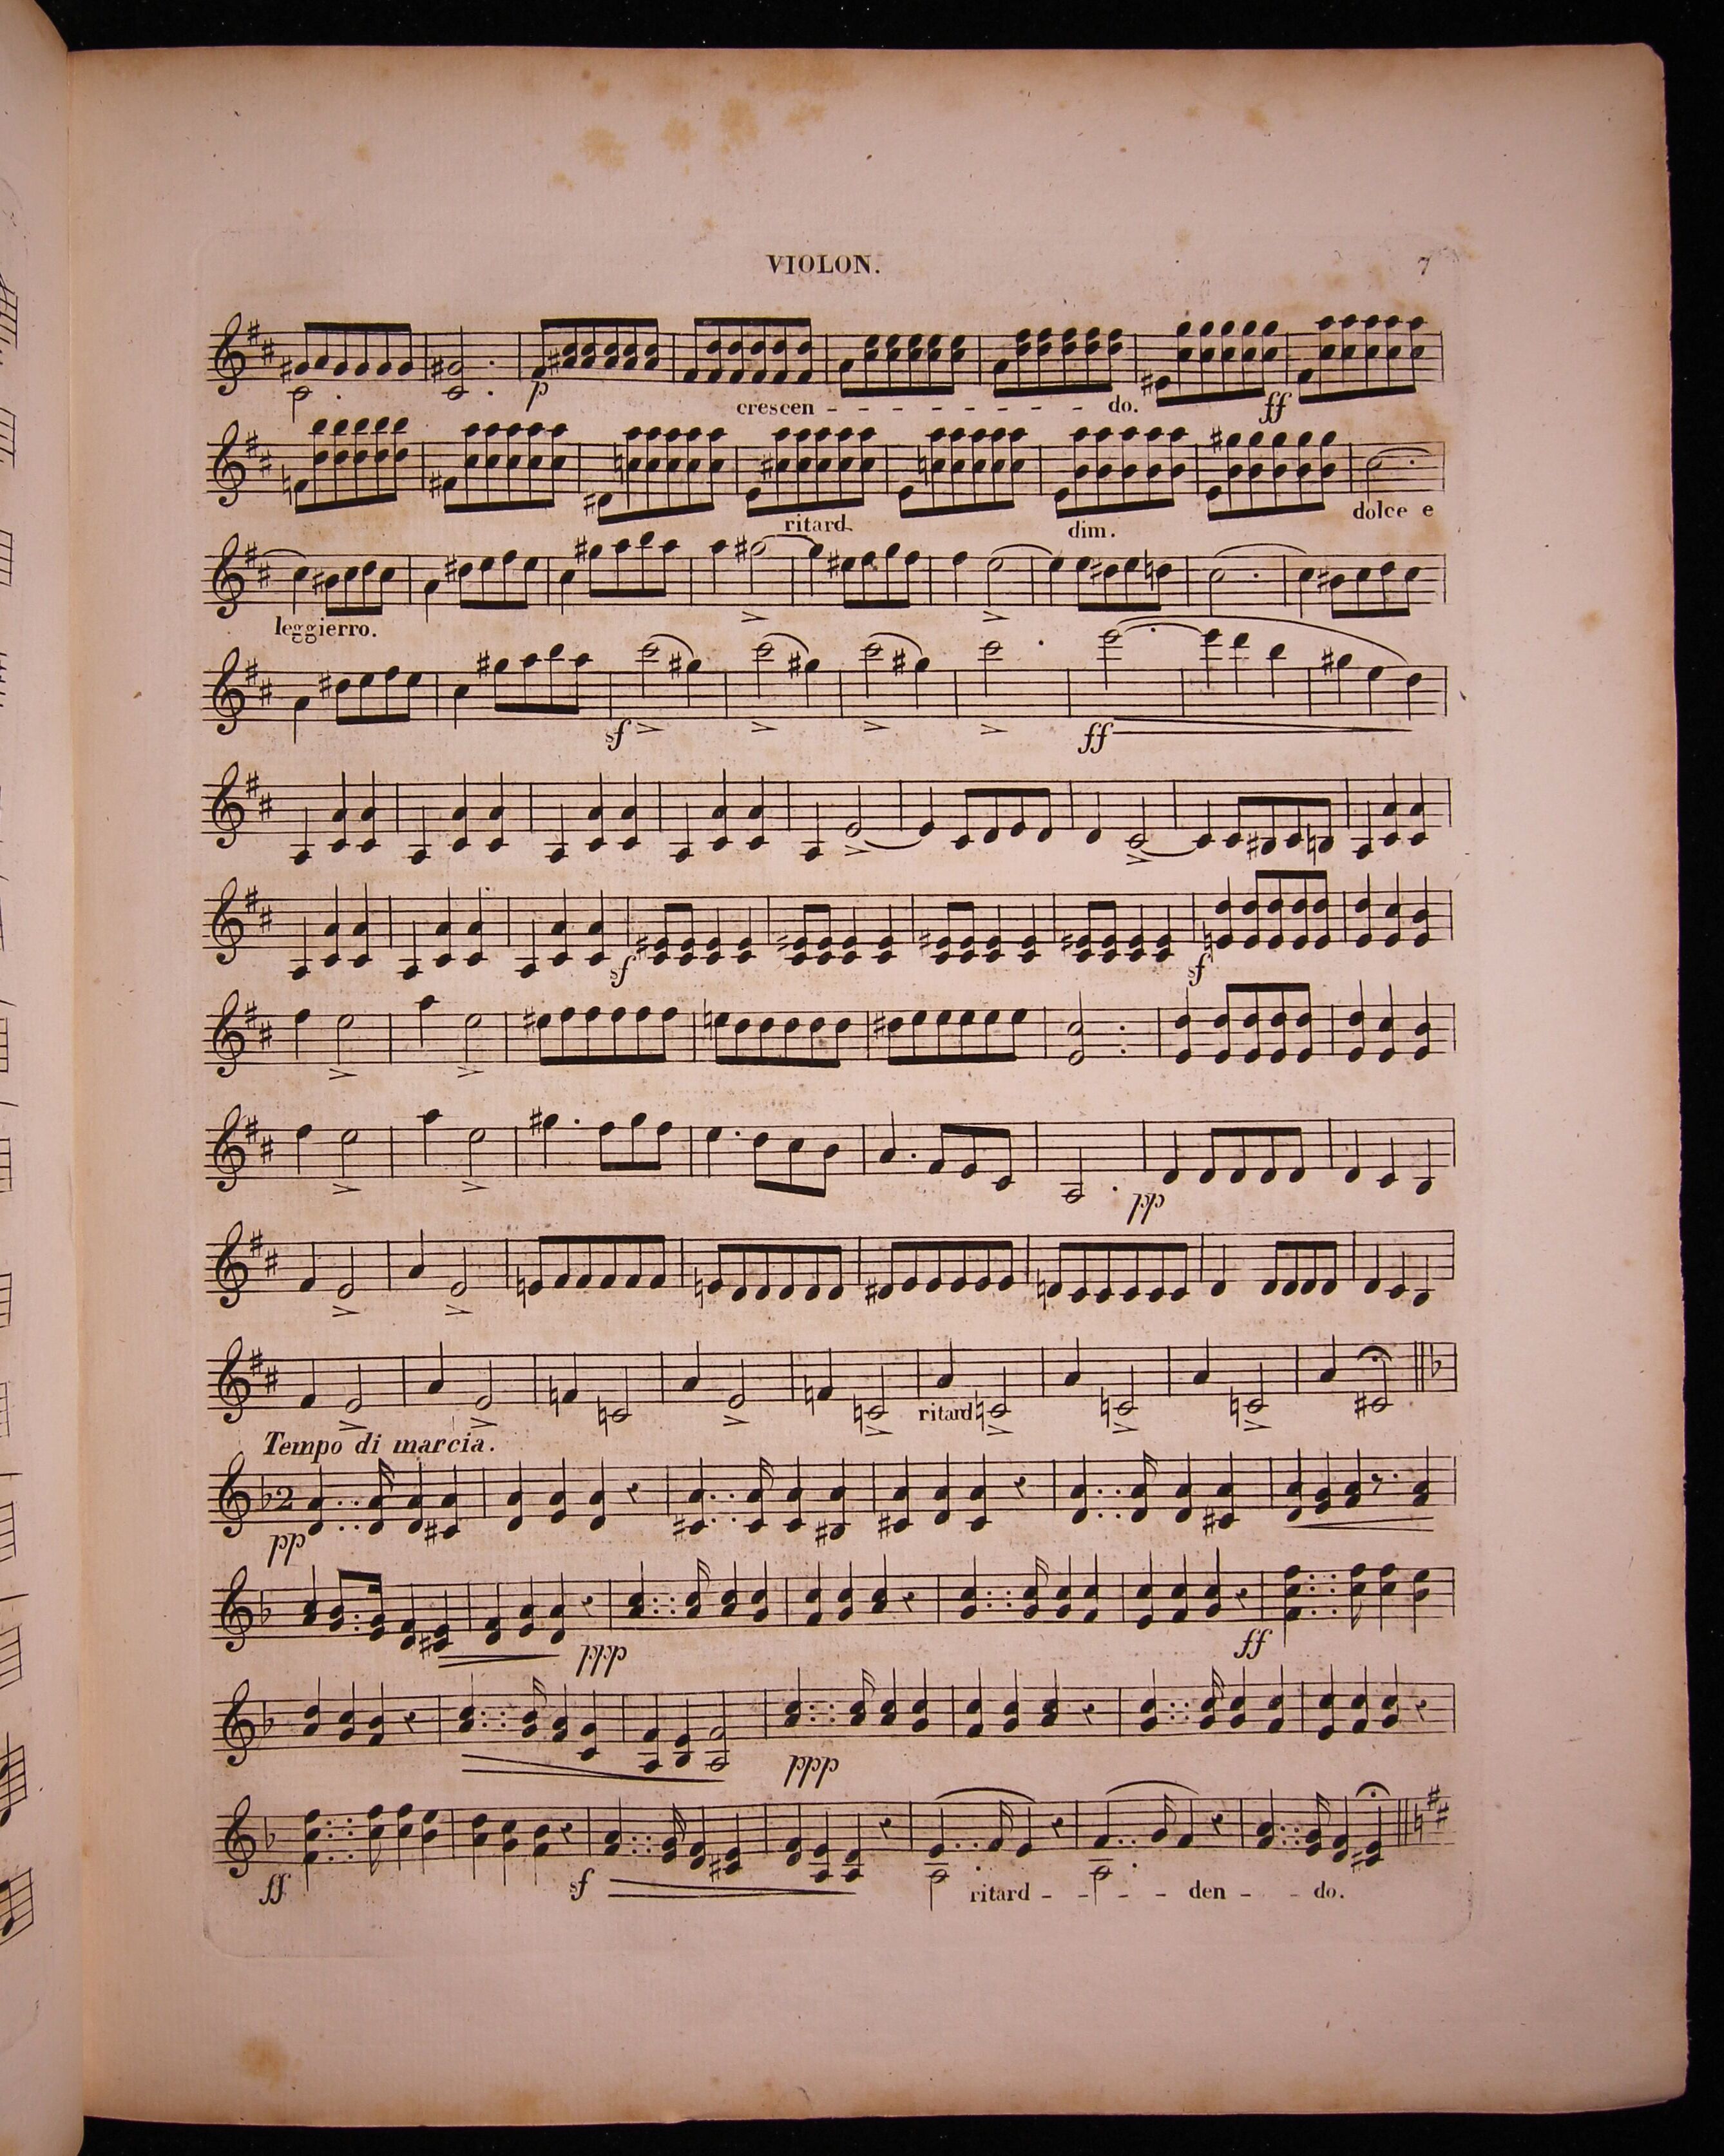 VIOLON. 7
p crescen - - - - - - - - - - do. ff
ritard. dim. dolce e
leggierro.
sf ff
sf sf
pp
ritard
Tempo di marcia.
2
pp
ppp ff
ppp
ff sf ritard - - - - den - - do.